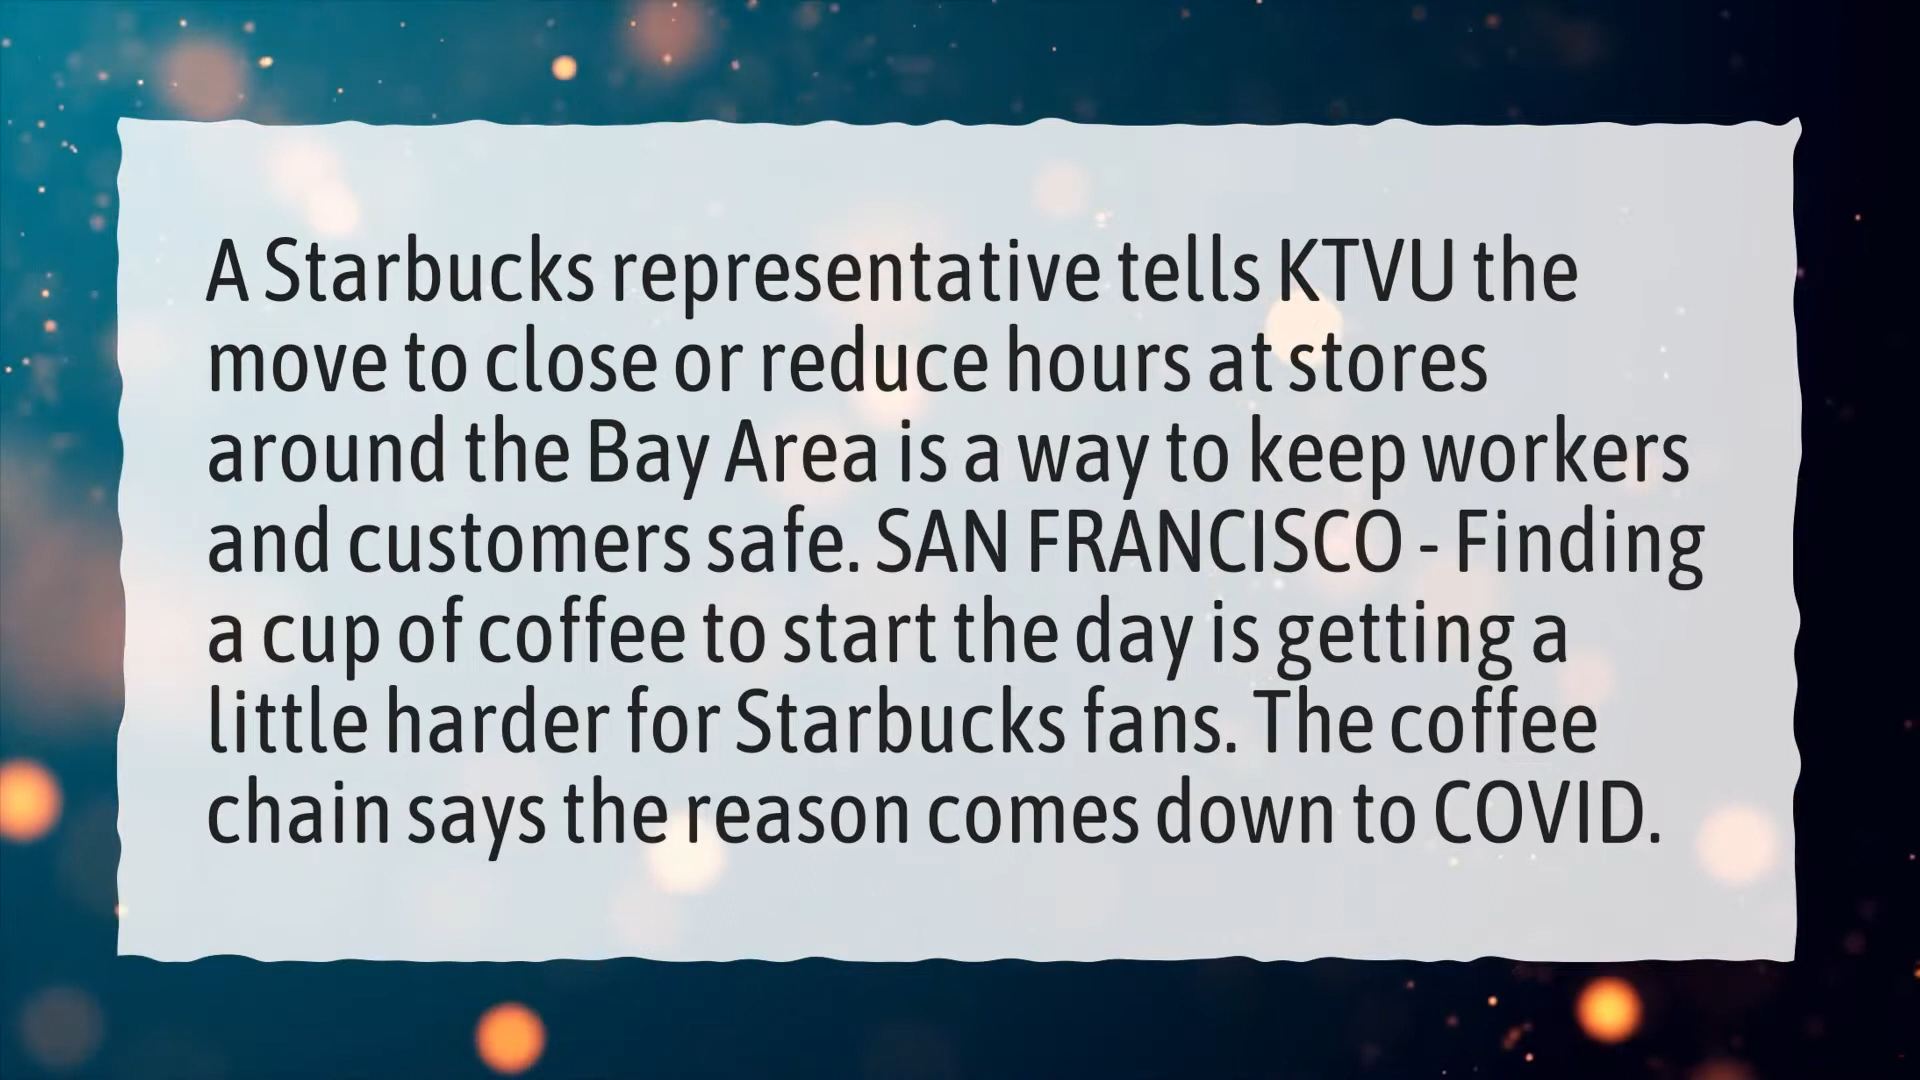 A Starbucks representative tells KTVU the
move to close or reduce hours at stores
around the Bay Area is a way to keep workers
and customers safe. SAN FRANCISCO - Finding
a cup of coffee to start the day is getting a
little harder for Starbucks fans. The coffee
chain says the reason comes down to COVID.